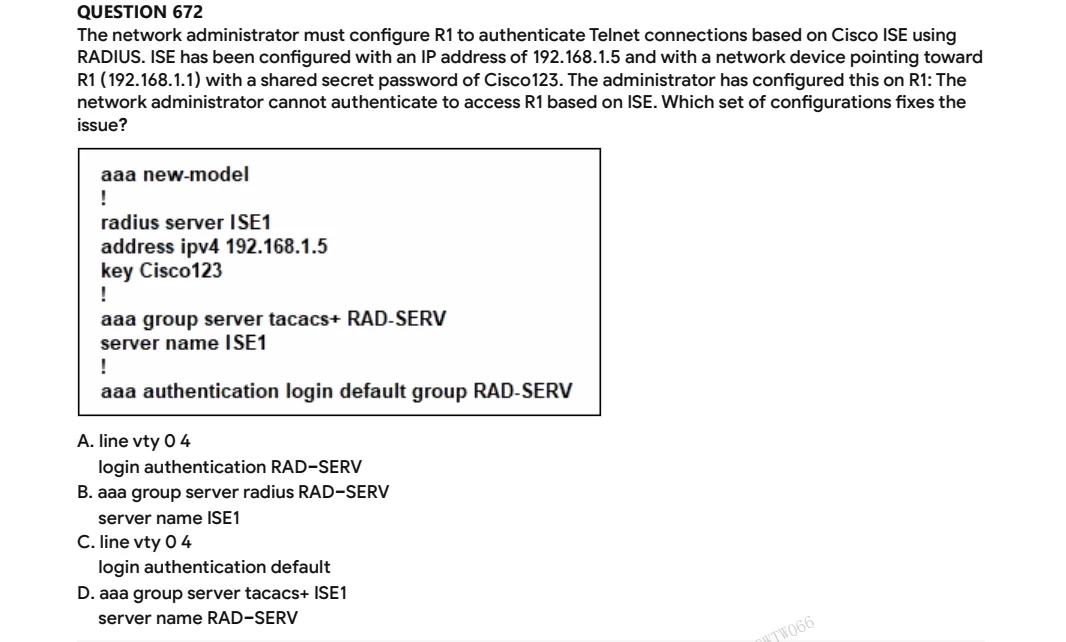 QUESTION 672
The network administrator must configure R1 to authenticate Telnet connections based on Cisco ISE using
RADIUS. ISE has been configured with an IP address of 192.168.1.5 and with a network device pointing toward
R1 (192.168.1.1) with a shared secret password of Cisco123. The administrator has configured this on R1: The
network administrator cannot authenticate to access R1 based on ISE. Which set of configurations fixes the
issue?
aaa new-model
!
radius server ISE1
address ipv4 192.168.1.5
key Cisco123
!
aaa group server tacacs+ RAD-SERV
server name ISE1
!
aaa authentication login default group RAD-SERV
A. line vty 0 4
login authentication RAD-SERV
B. aaa group server radius RAD-SERV
server name ISE1
C. line vty 0 4
login authentication default
D. aaa group server tacacs+ ISE1
server name RAD-SERV